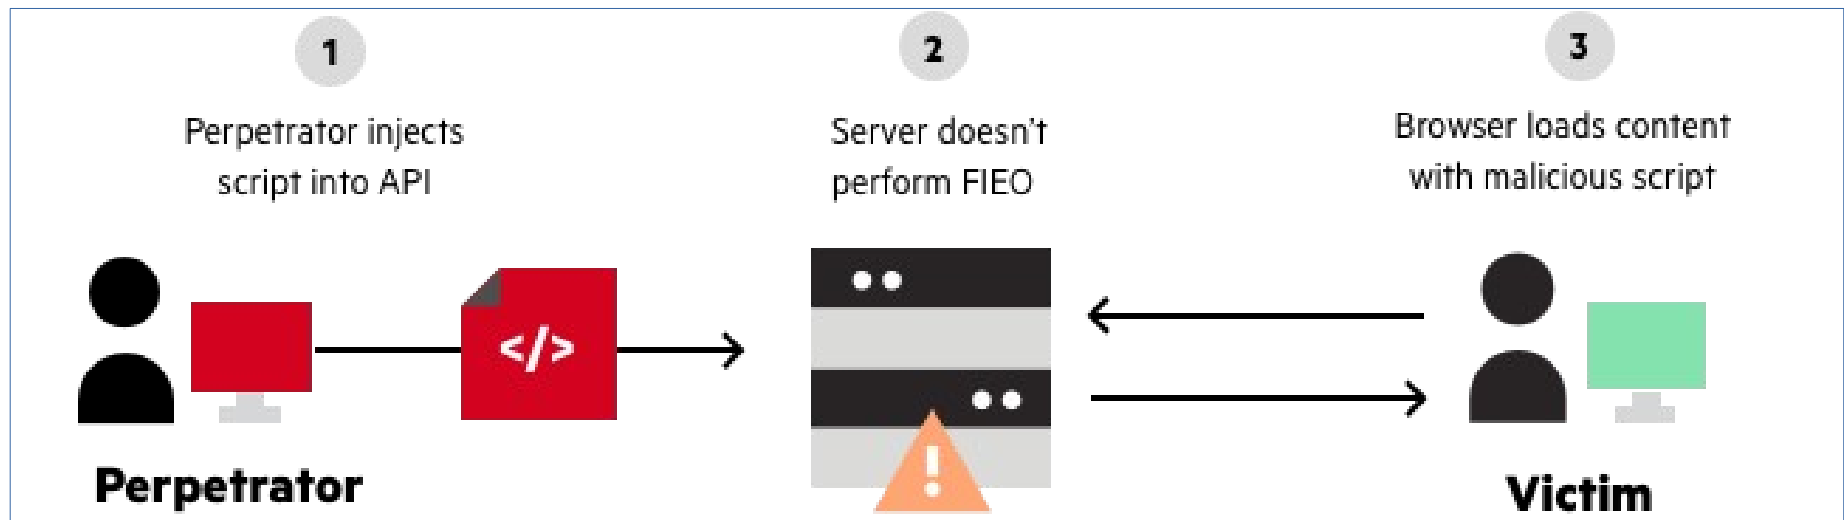 1
Perpetrator injects
script into API
2
Server doesn't
perform FIEO
3
Browser loads content
with malicious script
</>
!
Perpetrator
Victim